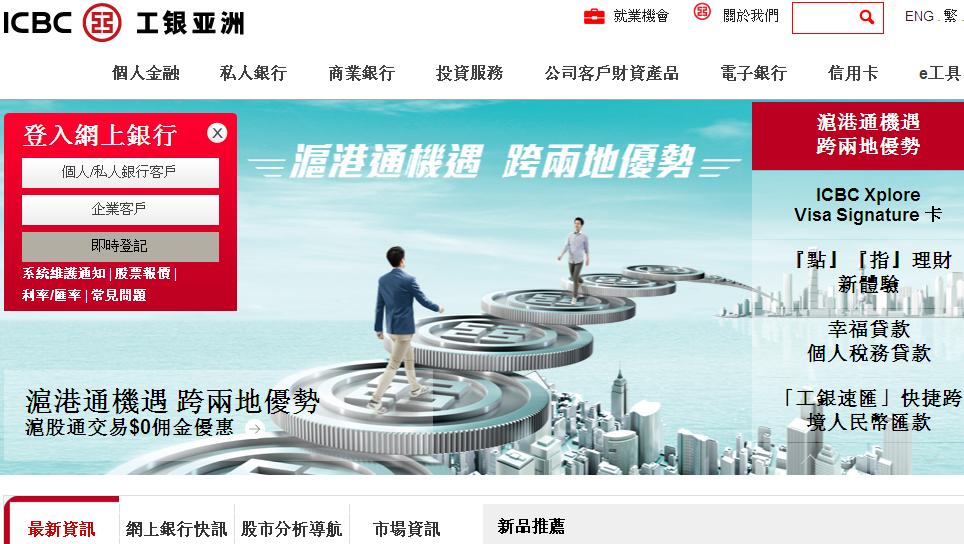 ICBC 工银亚洲
就業機會 關於我們 ENG . 繁 .
個人金融 私人銀行 商業銀行 投資服務 公司客戶財資產品 電子銀行 信用卡 e工具
登入網上銀行 X
個人/私人銀行客戶
企業客戶
即時登記
系統維護通知 | 股票報價 |
利率/匯率 | 常見問題
滬港通機遇 跨兩地優勢
滬港通機遇 跨兩地優勢
滬股通交易$0佣金優惠
滬港通機遇
跨兩地優勢
ICBC Xplore
Visa Signature 卡
『點』『指』理財
新體驗
幸福貸款
個人稅務貸款
「工銀速匯」快捷跨
境人民幣匯款
最新資訊 網上銀行快訊 股市分析導航 市場資訊 新品推薦